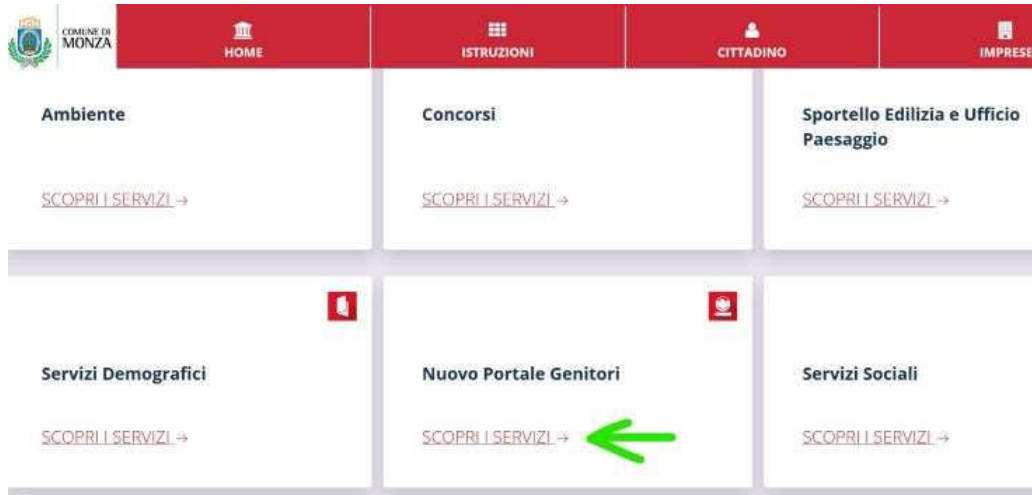 COMUNE DI
MONZA
HOME
ISTRUZIONI
CITTADINO
IMPRESE
Ambiente
Concorsi
Sportello Edilizia e Ufficio
Paesaggio
SCOPRI I SERVIZI →
SCOPRI I SERVIZI →
SCOPRI I SERVIZI →
Servizi Demografici
Nuovo Portale Genitori
Servizi Sociali
SCOPRI I SERVIZI →
SCOPRI I SERVIZI →
SCOPRI I SERVIZI →